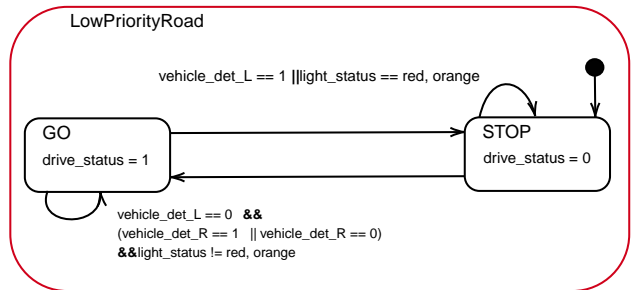 LowPriorityRoad
vehicle_det_L == 1 ||light_status == red, orange
GO
drive_status = 1
STOP
drive_status = 0
vehicle_det_L == 0 &&
(vehicle_det_R == 1 || vehicle_det_R == 0)
&&light_status != red, orange